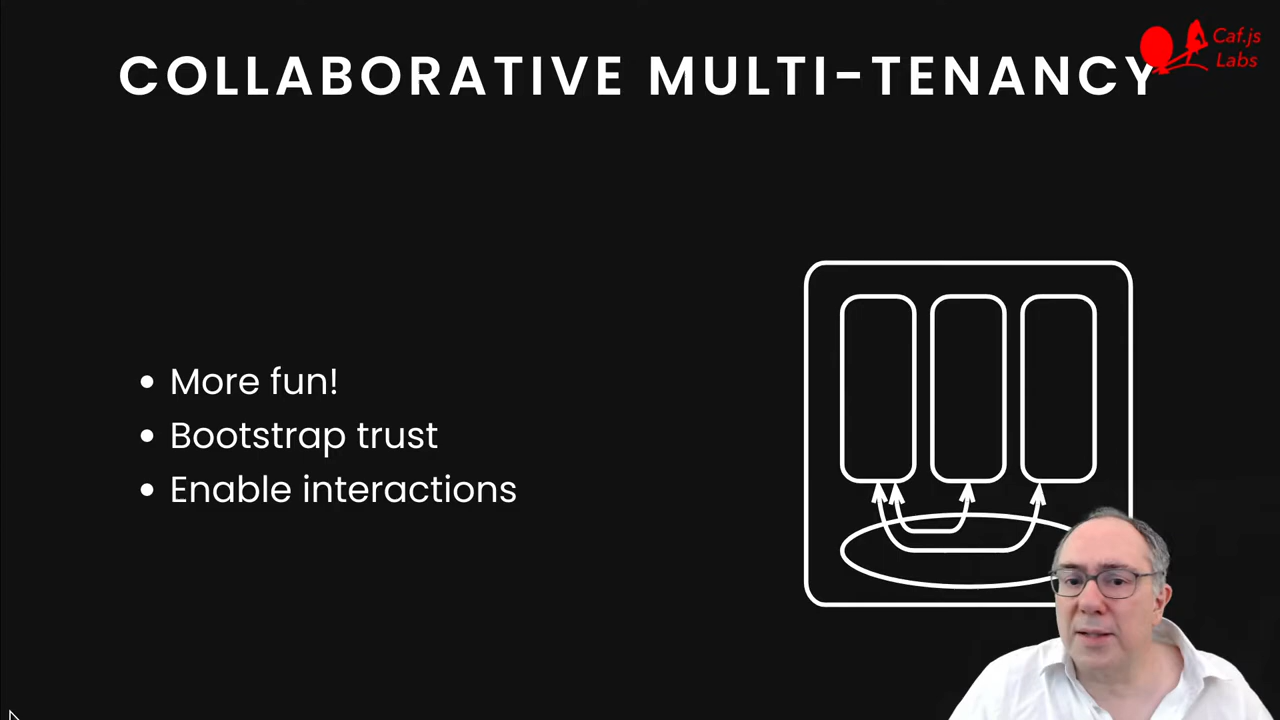 COLLABORATIVE MULTI-TENANCY
Caf.js
Labs
More fun!
Bootstrap trust
Enable interactions